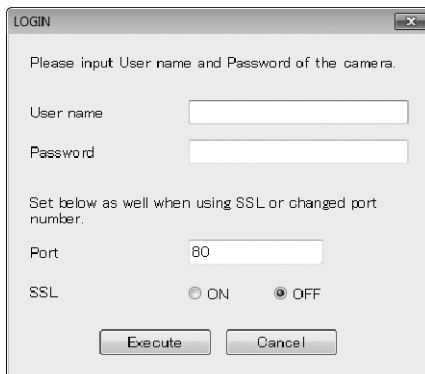 LOGIN
Please input User name and Password of the camera.
User name
Password
Set below as well when using SSL or changed port
number.
Port 80
SSL ON OFF
Execute Cancel